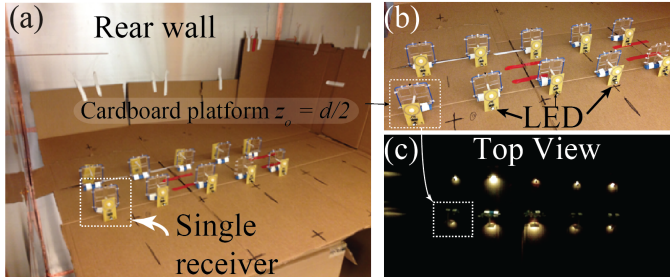 (a)
Rear wall
Cardboard platform z_o = d/2
Single
receiver
(b)
LED
(c)
Top View